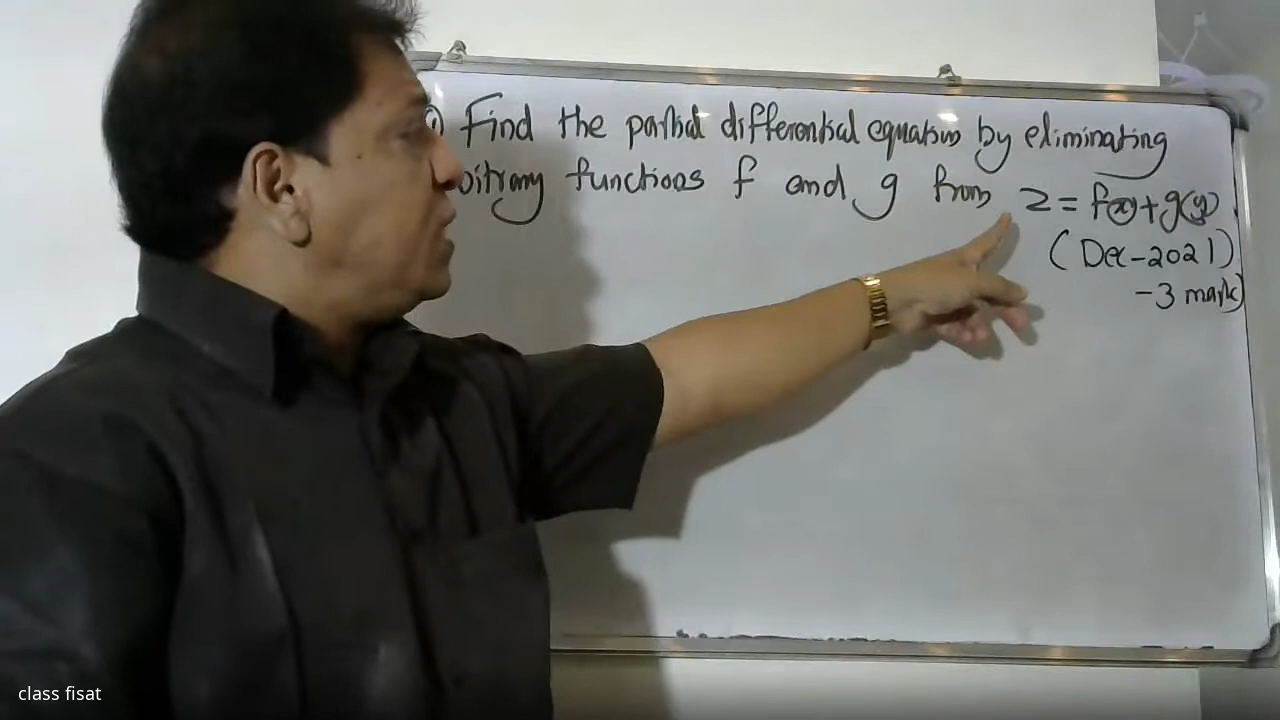 Find the partial differential equation by eliminating
functions f and g from z = f(x)+g(y)
(Dec-2021)
-3 mark)
class fisat